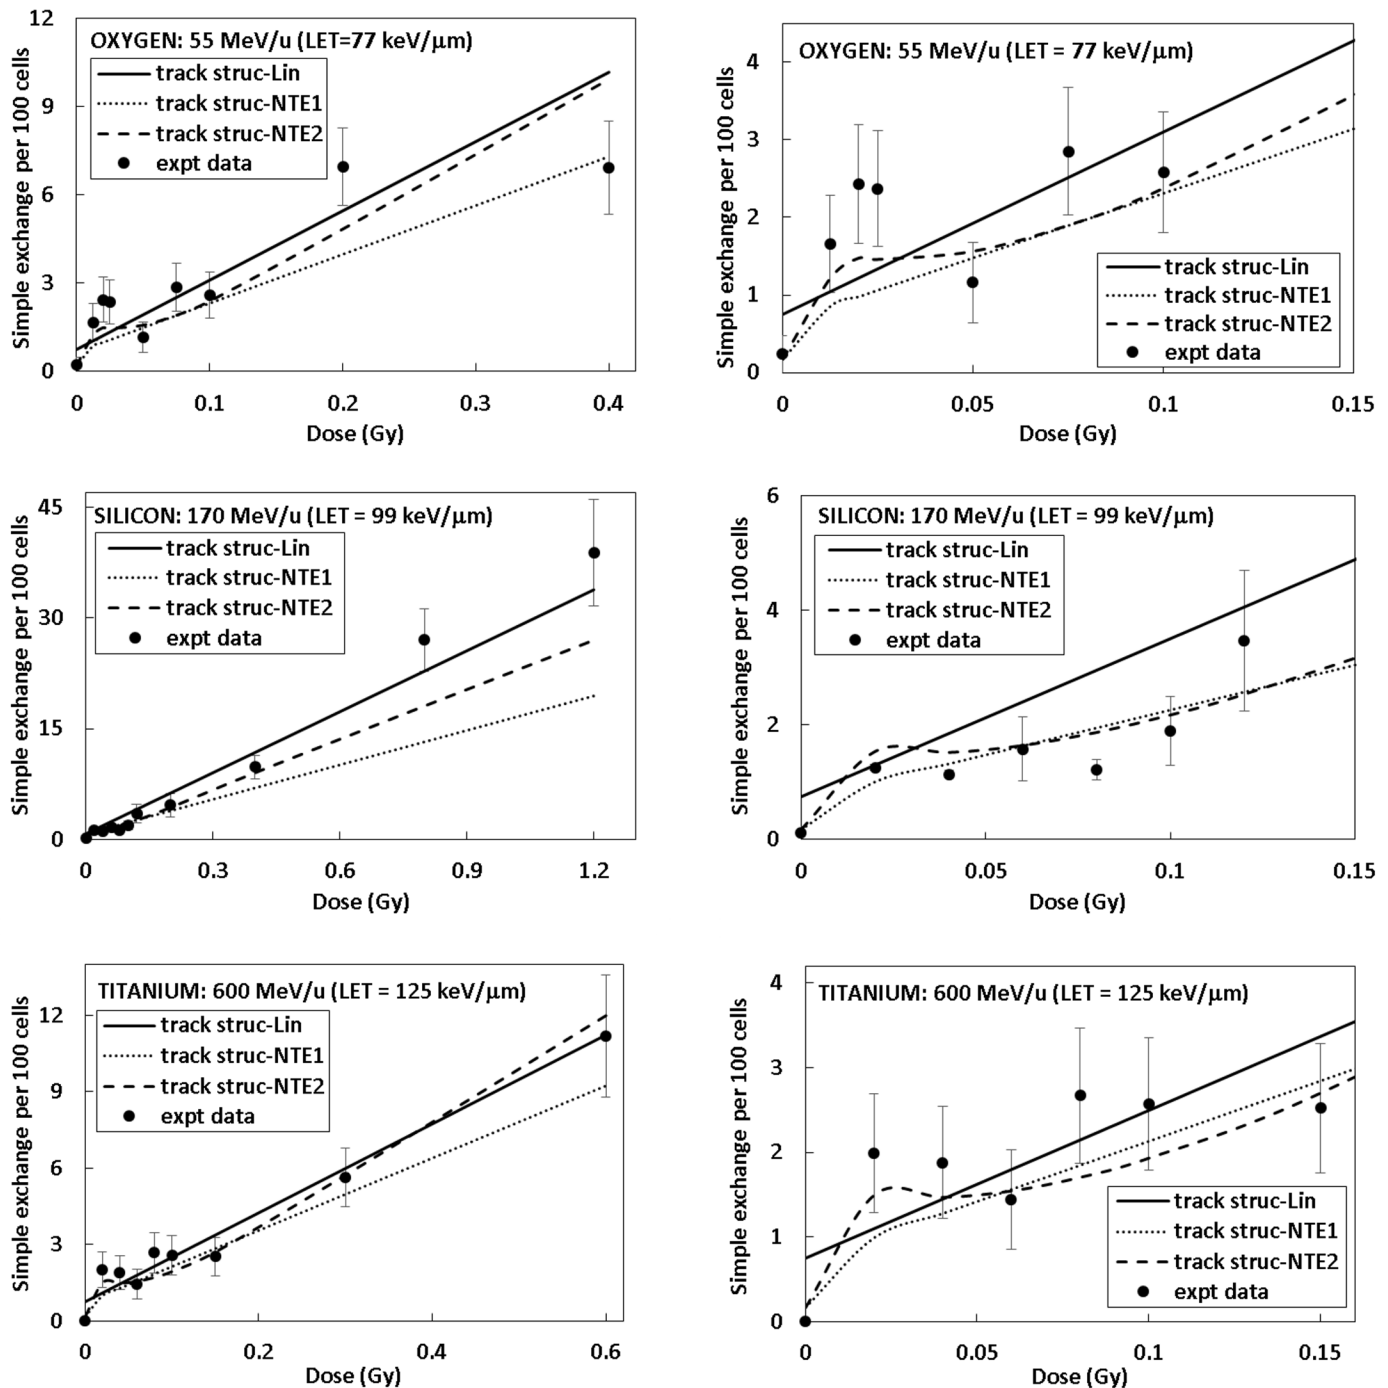 OXYGEN: 55 MeV/u (LET=77 keV/μm)
track struc-Lin
track struc-NTE1
track struc-NTE2
expt data
Simple exchange per 100 cells
12
9
6
3
0
0
0.1
0.2
0.3
0.4
Dose (Gy)
OXYGEN: 55 MeV/u (LET = 77 keV/μm)
track struc-Lin
track struc-NTE1
track struc-NTE2
expt data
Simple exchange per 100 cells
4
3
2
1
0
0
0.05
0.1
0.15
Dose (Gy)
SILICON: 170 MeV/u (LET = 99 keV/μm)
track struc-Lin
track struc-NTE1
track struc-NTE2
expt data
Simple exchange per 100 cells
45
30
15
0
0
0.3
0.6
0.9
1.2
Dose (Gy)
SILICON: 170 MeV/u (LET = 99 keV/μm)
track struc-Lin
track struc-NTE1
track struc-NTE2
expt data
Simple exchange per 100 cells
6
4
2
0
0
0.05
0.1
0.15
Dose (Gy)
TITANIUM: 600 MeV/u (LET = 125 keV/μm)
track struc-Lin
track struc-NTE1
track struc-NTE2
expt data
Simple exchange per 100 cells
12
9
6
3
0
0
0.2
0.4
0.6
Dose (Gy)
TITANIUM: 600 MeV/u (LET = 125 keV/μm)
track struc-Lin
track struc-NTE1
track struc-NTE2
expt data
Simple exchange per 100 cells
4
3
2
1
0
0
0.05
0.1
0.15
Dose (Gy)